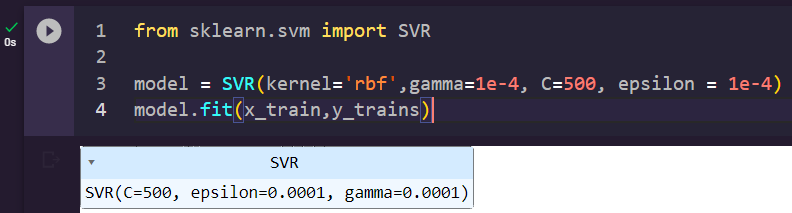 0s
1 from sklearn.svm import SVR
2
3 model = SVR(kernel='rbf',gamma=1e-4, C=500, epsilon = 1e-4)
4 model.fit(x_train,y_trains)
SVR
SVR(C=500, epsilon=0.0001, gamma=0.0001)